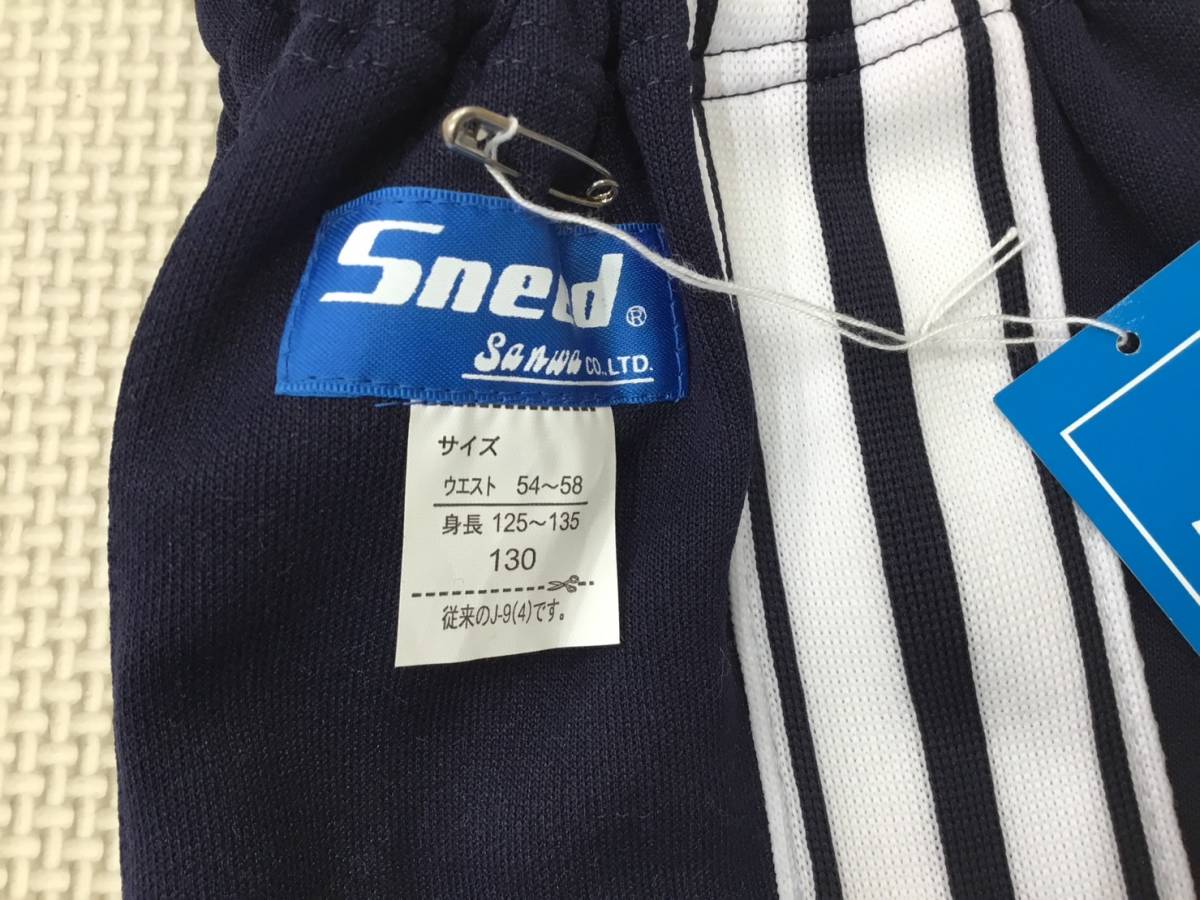 Sneed®
Sanwa CO.,LTD.
サイズ
ウエスト 54～58
身長 125～135
130
従来のJ-9(4)です。